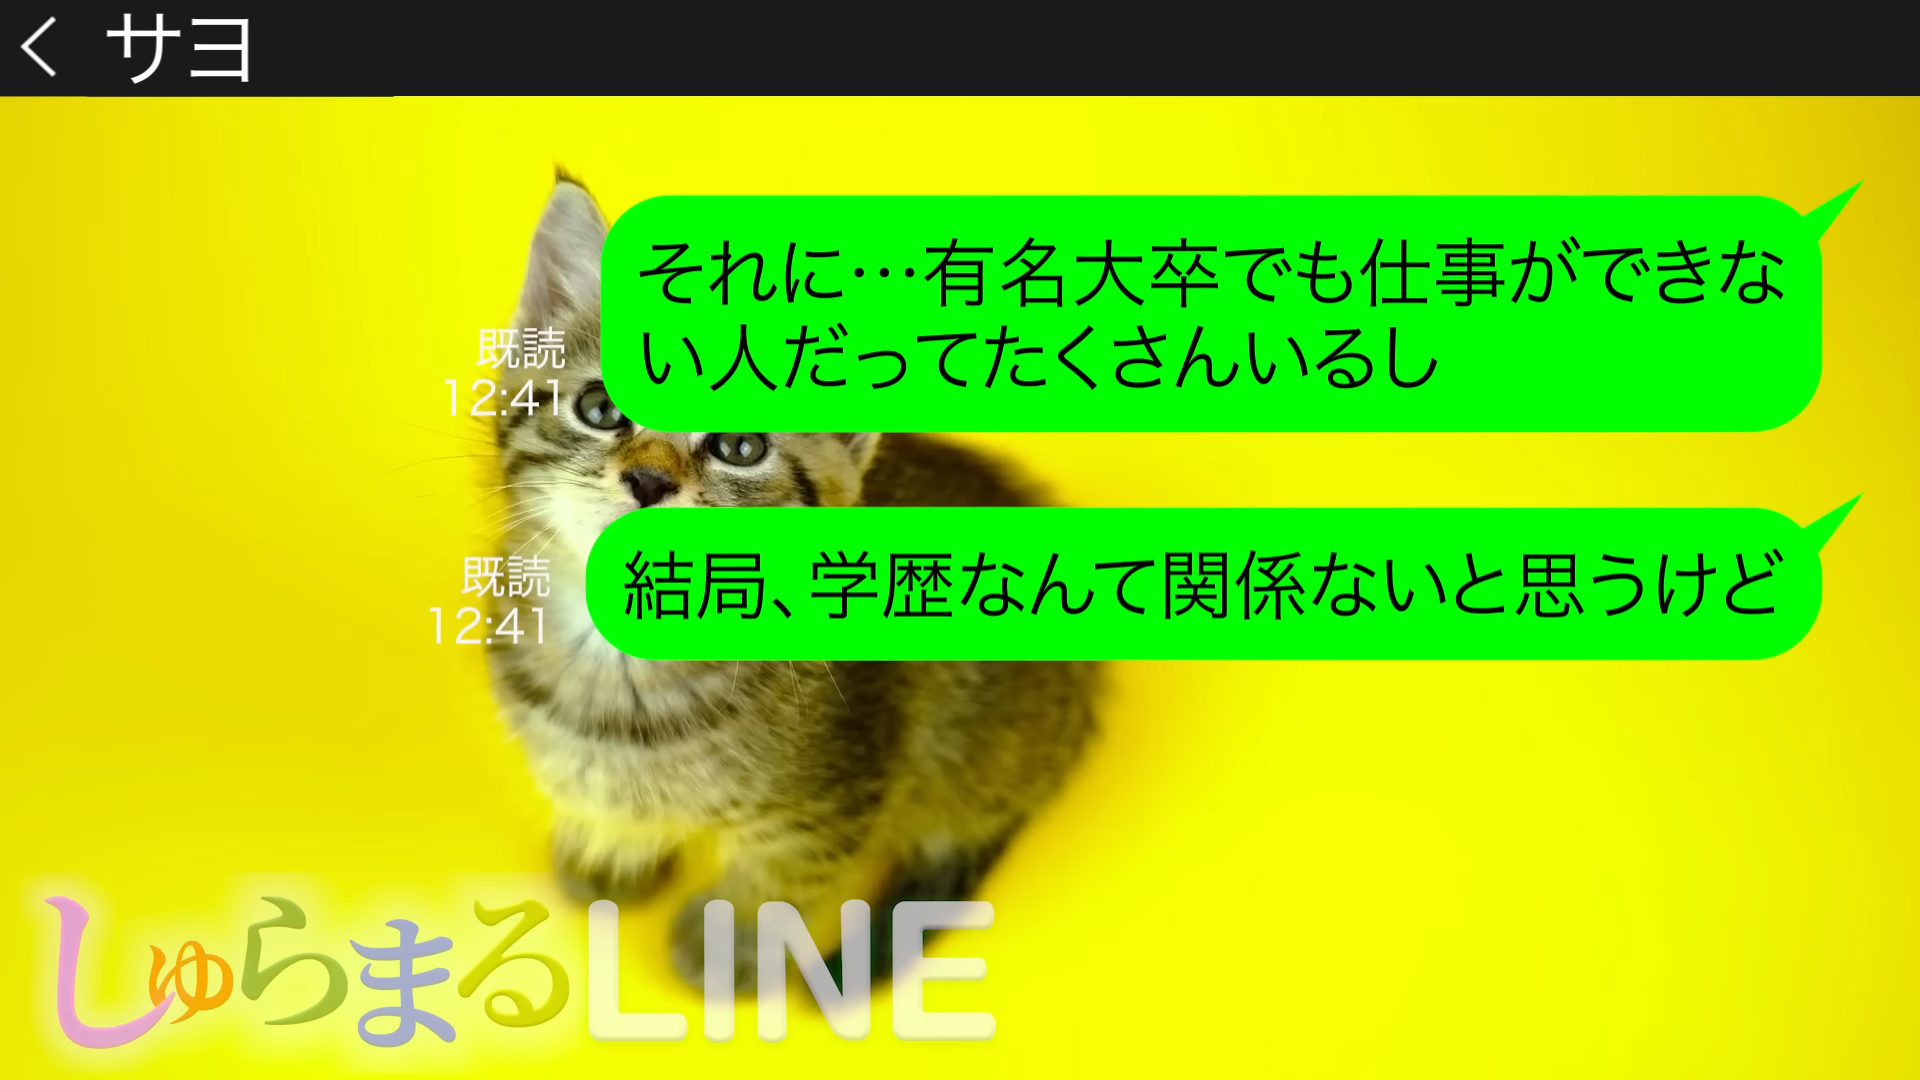 サヨ
それに…有名大卒でも仕事ができな
い人だってたくさんいるし
既読
12:41
結局、学歴なんて関係ないと思うけど
既読
12:41
しゅらまるLINE